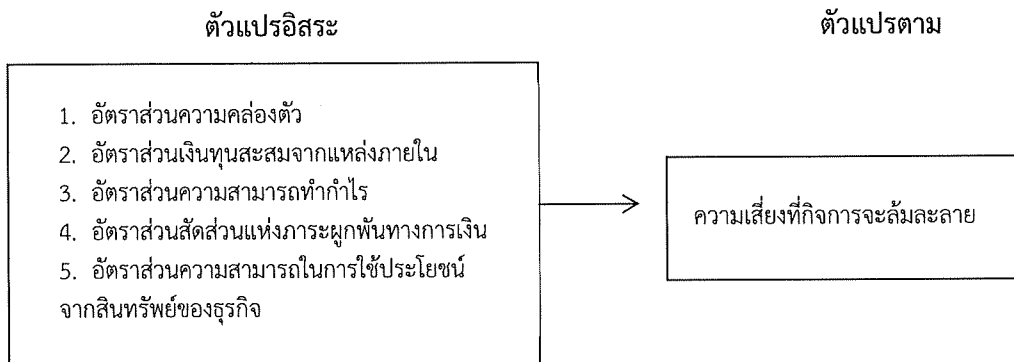 ตัวแปรอิสระ
ตัวแปรตาม
1. อัตราส่วนความคล่องตัว
2. อัตราส่วนเงินทุนสะสมจากแหล่งภายใน
3. อัตราส่วนความสามารถทำกำไร
4. อัตราส่วนสัดส่วนแห่งภาระผูกพันทางการเงิน
5. อัตราส่วนความสามารถในการใช้ประโยชน์
จากสินทรัพย์ของธุรกิจ
ความเสี่ยงที่กิจการจะล้มละลาย